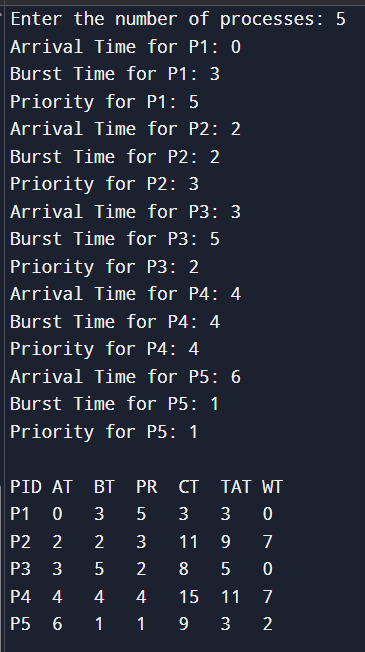 Enter the number of processes: 5
Arrival Time for P1: 0
Burst Time for P1: 3
Priority for P1: 5
Arrival Time for P2: 2
Burst Time for P2: 2
Priority for P2: 3
Arrival Time for P3: 3
Burst Time for P3: 5
Priority for P3: 2
Arrival Time for P4: 4
Burst Time for P4: 4
Priority for P4: 4
Arrival Time for P5: 6
Burst Time for P5: 1
Priority for P5: 1
PID AT BT PR CT TAT WT
P1 0 3 5 3 3 0
P2 2 2 3 11 9 7
P3 3 5 2 8 5 0
P4 4 4 4 15 11 7
P5 6 1 1 9 3 2